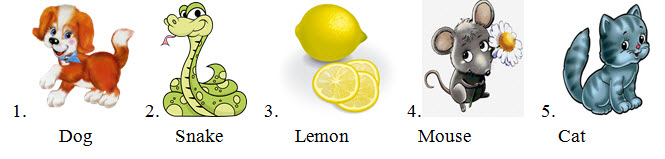 1. 2. 3. 4. 5.
Dog Snake Lemon Mouse Cat